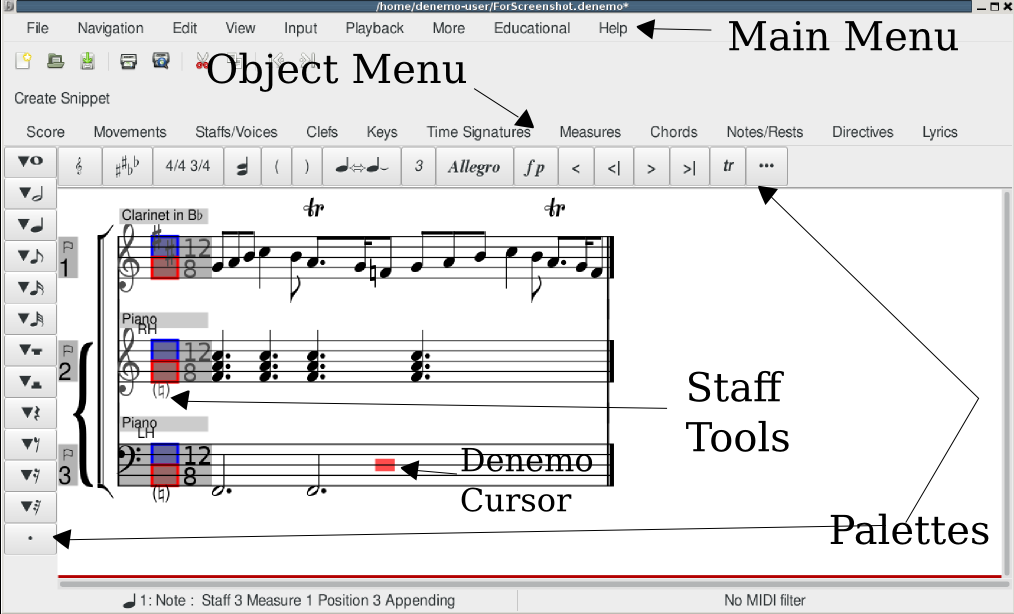 /home/denemo-user/ForScreenshot.denemo*
File Navigation Edit View Input Playback More Educational Help
Main Menu
Object Menu
Create Snippet
Score Movements Staffs/Voices Clefs Keys Time Signatures Measures Chords Notes/Rests Directives Lyrics
4/4 3/4 ( ) 3 Allegro fp < <| > >| tr ···
tr tr
Clarinet in B♭
1
12
8
Piano
RH
2
12
8
(♮)
Staff
Tools
Piano
LH
3
12
8
(♮)
Denemo
Cursor
Palettes
1: Note : Staff 3 Measure 1 Position 3 Appending
No MIDI filter